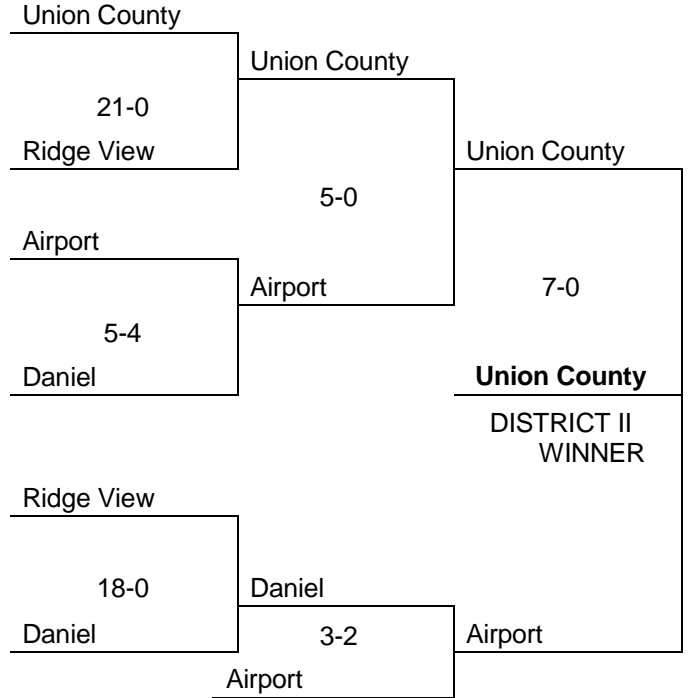 Union County
Union County
21-0
Ridge View
Union County
5-0
Airport
Airport
7-0
5-4
Daniel
Union County
DISTRICT II
WINNER
Ridge View
18-0
Daniel
Daniel
3-2
Airport
Airport